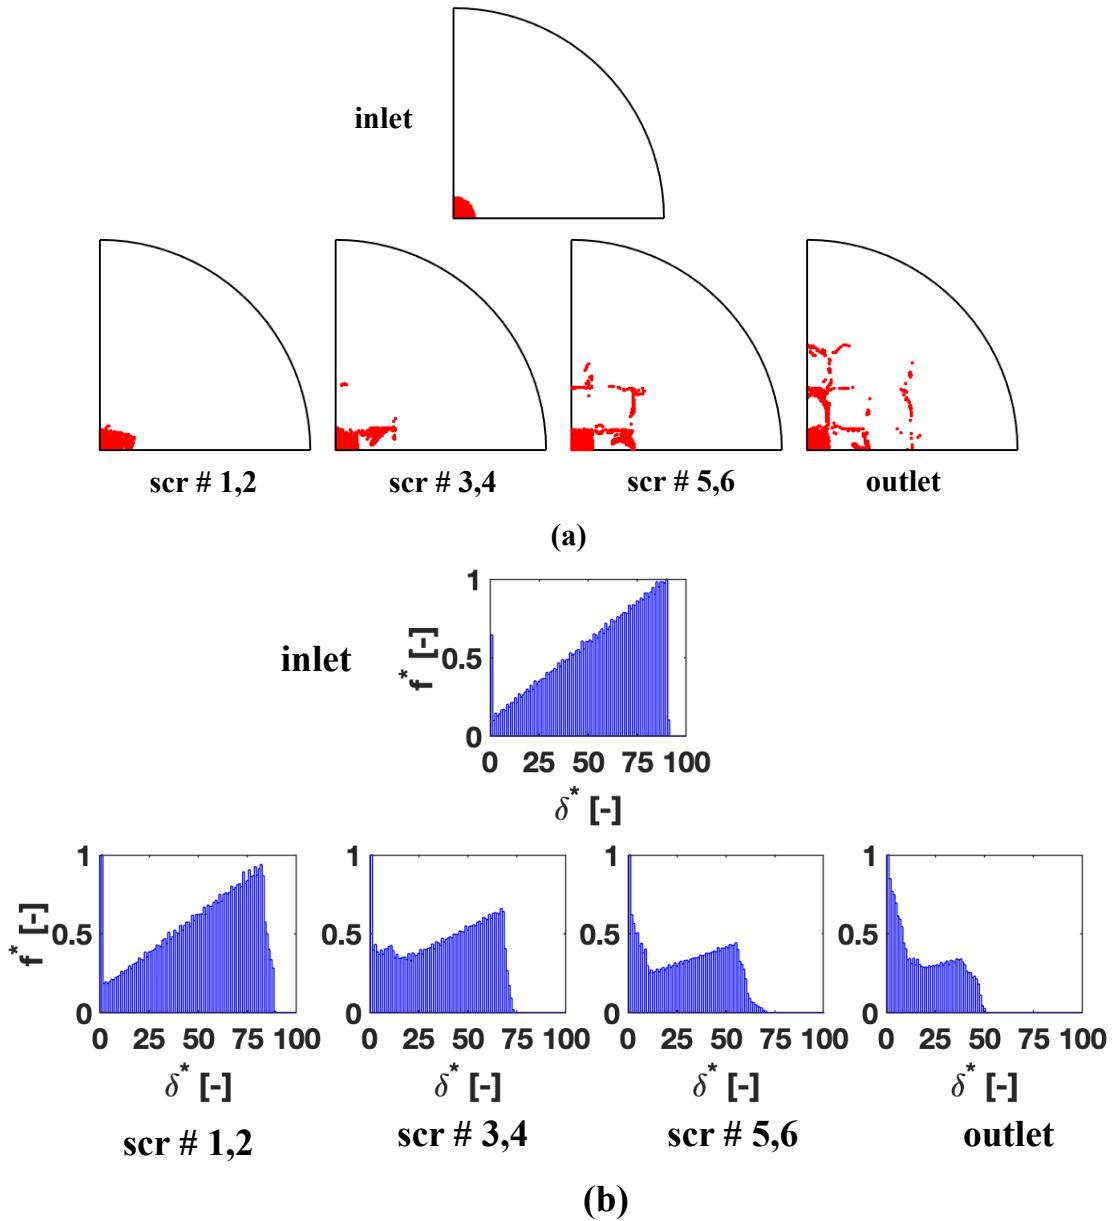 inlet
scr # 1,2
scr # 3,4
scr # 5,6
outlet
(a)
inlet
f* [-]
1
0.5
0
0 25 50 75 100
δ* [-]
f* [-]
1
0.5
0
0 25 50 75 100
δ* [-]
scr # 1,2
1
0.5
0
0 25 50 75 100
δ* [-]
scr # 3,4
1
0.5
0
0 25 50 75 100
δ* [-]
scr # 5,6
1
0.5
0
0 25 50 75 100
δ* [-]
outlet
(b)